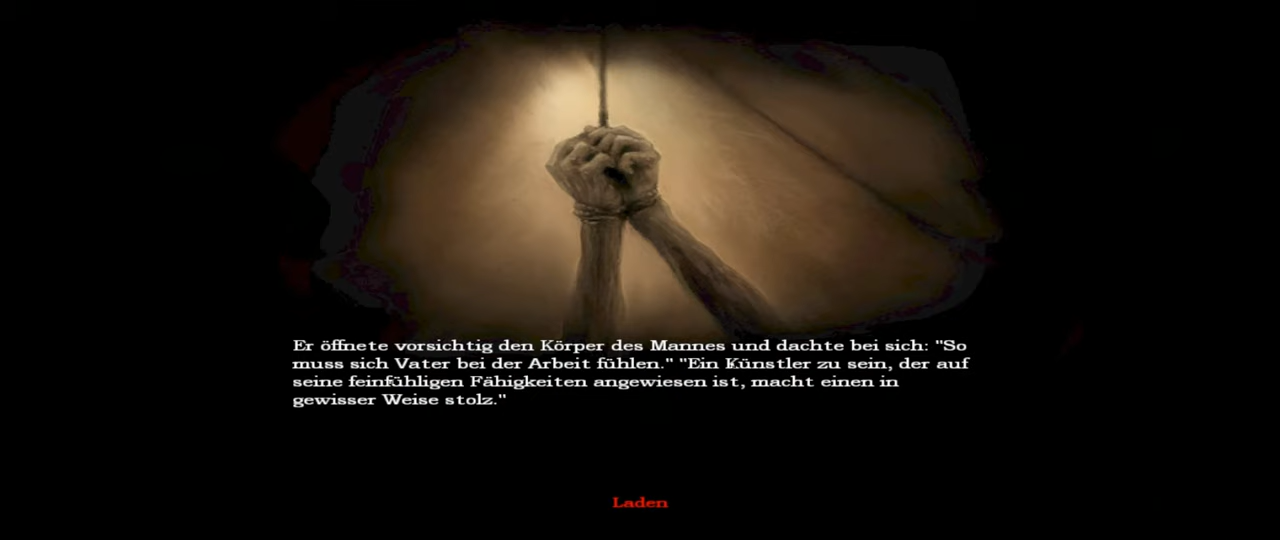 Er öffnete vorsichtig den Körper des Mannes und dachte bei sich: "So
muss sich Vater bei der Arbeit fühlen." "Ein Künstler zu sein, der auf
seine feinfühligen Fähigkeiten angewiesen ist, macht einen in
gewisser Weise stolz."
Laden